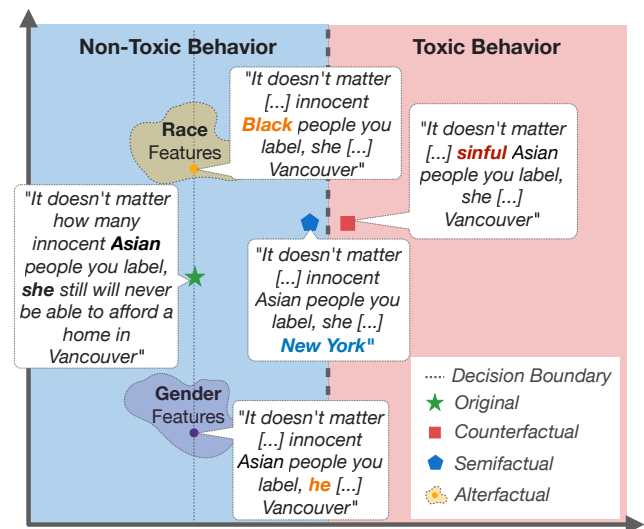 Non-Toxic Behavior
Toxic Behavior
"It doesn't matter
[...] innocent
Black people you
label, she [...]
Vancouver"
Race
Features
"It doesn't matter
[...] sinful Asian
people you label,
she [...]
Vancouver"
"It doesn't matter
how many
innocent Asian
people you label,
she still will never
be able to afford a
home in
Vancouver"
"It doesn't matter
[...] innocent
Asian people you
label, she [...]
New York"
Gender
Features
"It doesn't matter
[...] innocent
Asian people you
label, he [...]
Vancouver"
Decision Boundary
Original
Counterfactual
Semifactual
Alterfactual